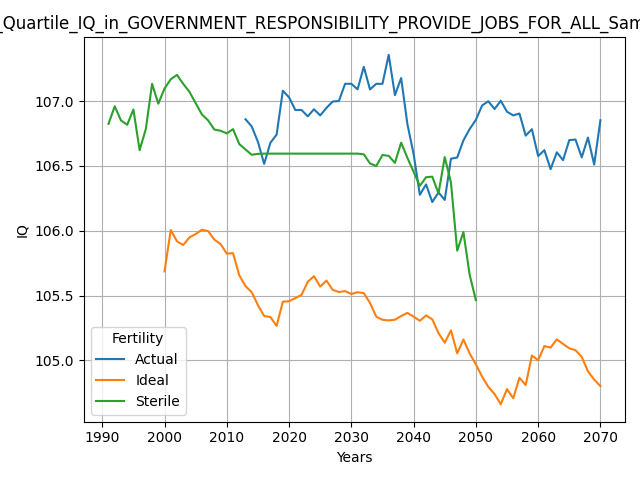 _Quartile_IQ_in_GOVERNMENT_RESPONSIBILITY_PROVIDE_JOBS_FOR_ALL_Sam
107.0
106.5
106.0
105.5
105.0
IQ
Fertility
Actual
Ideal
Sterile
1990 2000 2010 2020 2030 2040 2050 2060 2070
Years